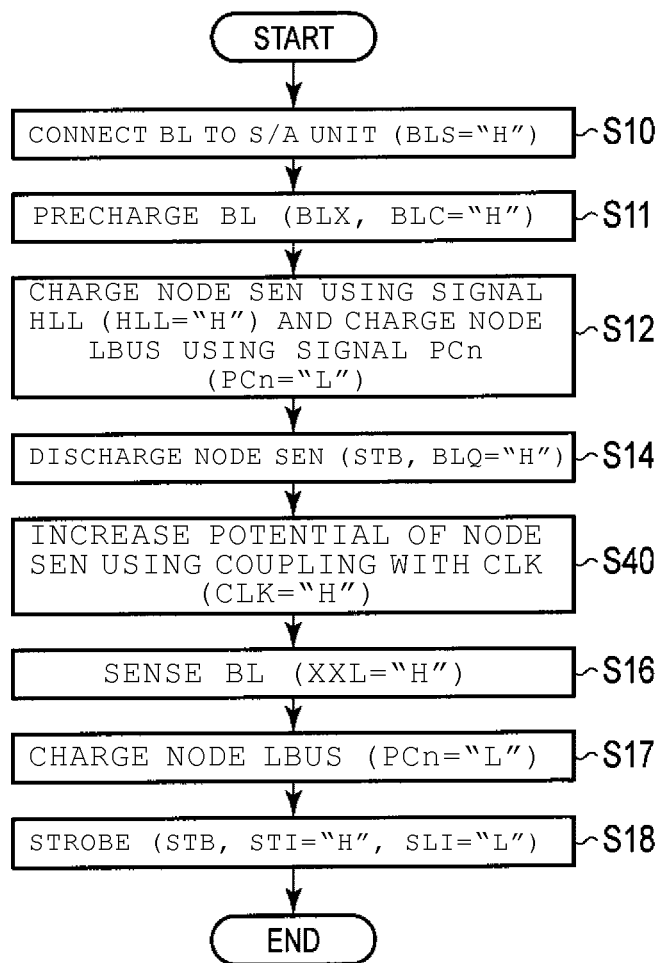 START
CONNECT BL TO S/A UNIT (BLS=“H”)
S10
PRECHARGE BL (BLX, BLC=“H”)
S11
CHARGE NODE SEN USING SIGNAL
HLL (HLL=“H”) AND CHARGE NODE
LBUS USING SIGNAL PCn
(PCn=“L”)
S12
DISCHARGE NODE SEN (STB, BLQ=“H”)
S14
INCREASE POTENTIAL OF NODE
SEN USING COUPLING WITH CLK
(CLK=“H”)
S40
SENSE BL (XXL=“H”)
S16
CHARGE NODE LBUS (PCn=“L”)
S17
STROBE (STB, STI=“H”, SLI=“L”)
S18
END